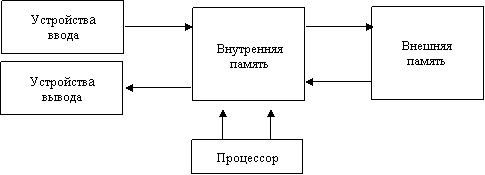 Устройства
ввода
Устройства
вывода
Внутренняя
память
Внешняя
память
Процессор